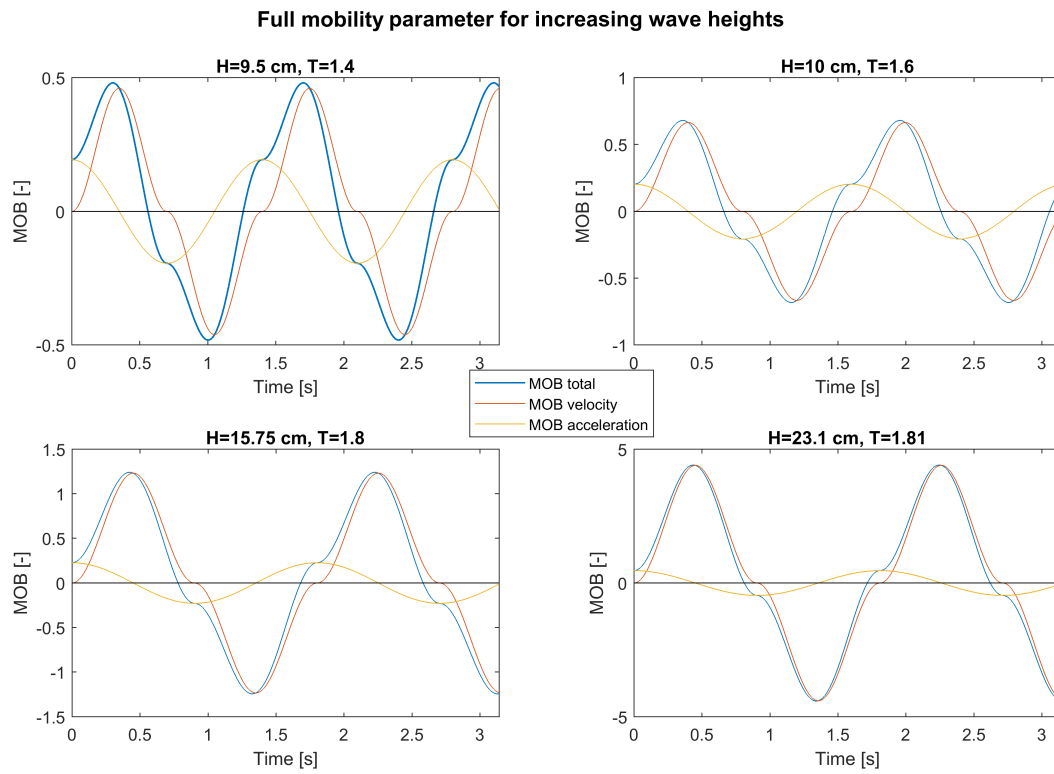 Full mobility parameter for increasing wave heights
H=9.5 cm, T=1.4
0.5
0
-0.5
MOB [-]
0 0.5 1 1.5 2 2.5 3
Time [s]
H=10 cm, T=1.6
1
0.5
0
-0.5
-1
MOB [-]
0 0.5 1 1.5 2 2.5 3
Time [s]
MOB total
MOB velocity
MOB acceleration
H=15.75 cm, T=1.8
1.5
1
0.5
0
-0.5
-1
-1.5
MOB [-]
0 0.5 1 1.5 2 2.5 3
Time [s]
H=23.1 cm, T=1.81
5
0
-5
MOB [-]
0 0.5 1 1.5 2 2.5 3
Time [s]